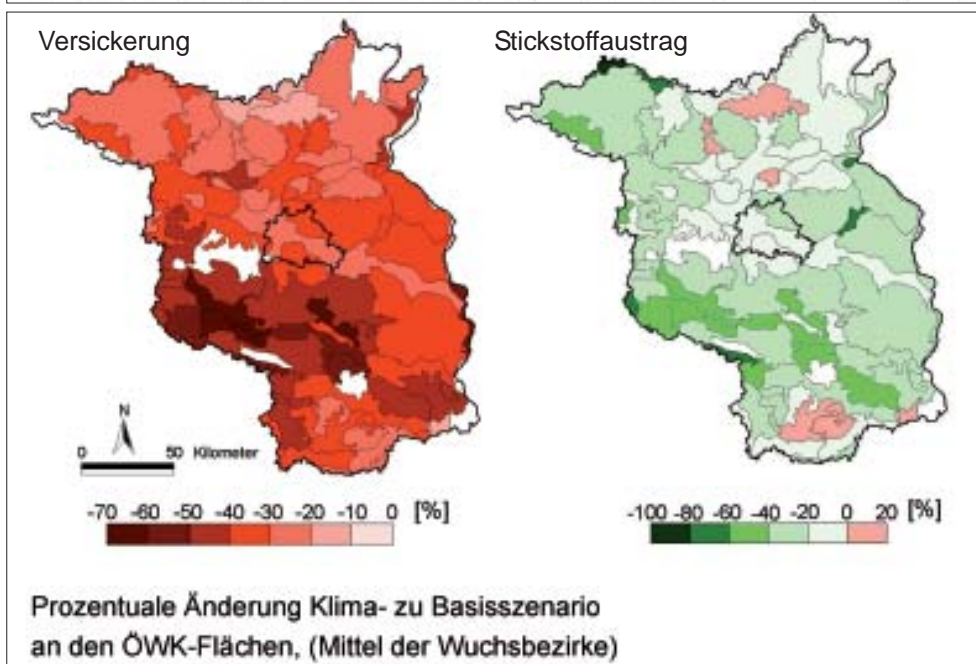 Versickerung
Stickstoffaustrag
N
0 50 Kilometer
-70 -60 -50 -40 -30 -20 -10 0 [%]
-100 -80 -60 -40 -20 0 20 [%]
Prozentuale Änderung Klima- zu Basisszenario
an den ÖWK-Flächen, (Mittel der Wuchsbezirke)